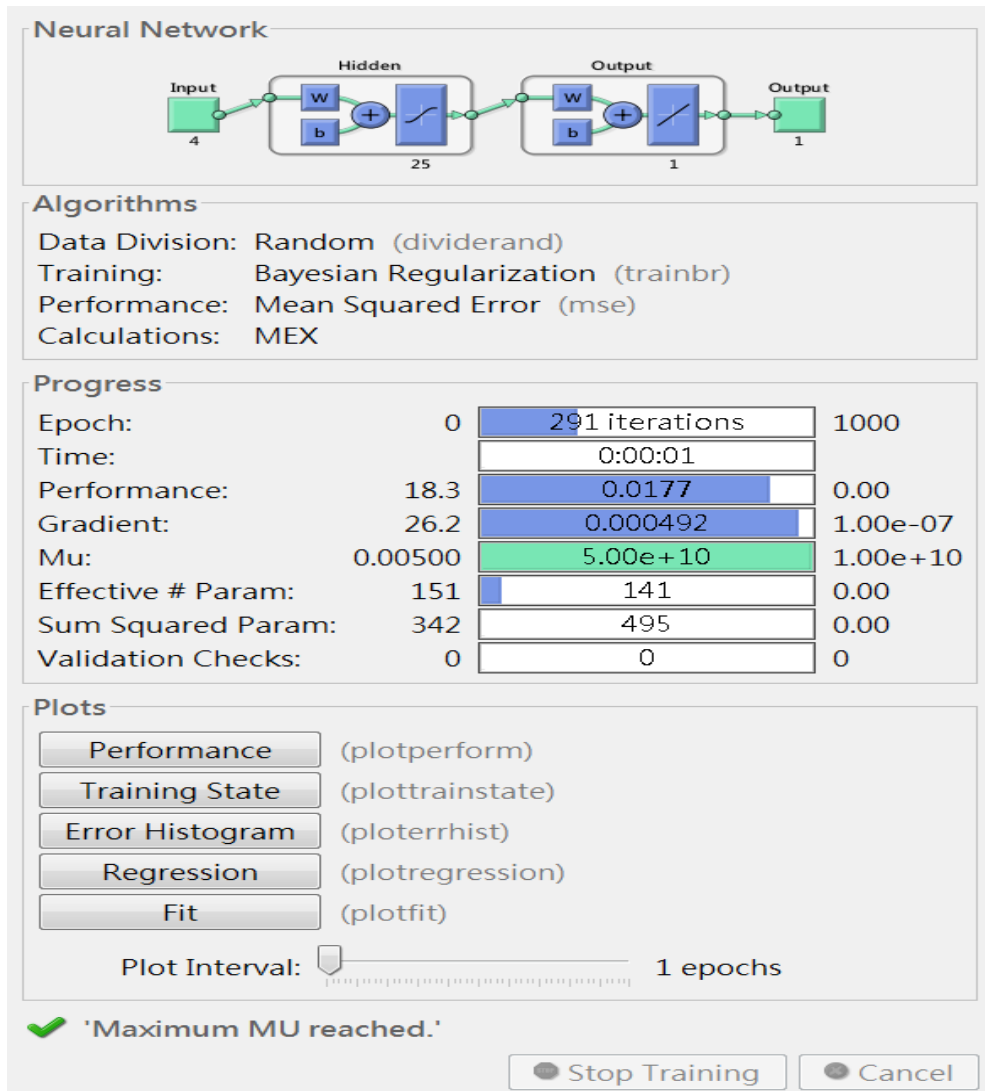 Neural Network
Hidden
Output
Input
Output
W
W
b
b
4
1
25
1
Algorithms
Data Division: Random (dividerand)
Training: Bayesian Regularization (trainbr)
Performance: Mean Squared Error (mse)
Calculations: MEX
Progress
Epoch: 0 291 iterations 1000
Time: 0:00:01
Performance: 18.3 0.0177 0.00
Gradient: 26.2 0.000492 1.00e-07
Mu: 0.00500 5.00e+10 1.00e+10
Effective # Param: 151 141 0.00
Sum Squared Param: 342 495 0.00
Validation Checks: 0 0 0
Plots
Performance (plotperform)
Training State (plottrainstate)
Error Histogram (ploterrhist)
Regression (plotregression)
Fit (plotfit)
Plot Interval: 1 epochs
'Maximum MU reached.'
Stop Training Cancel